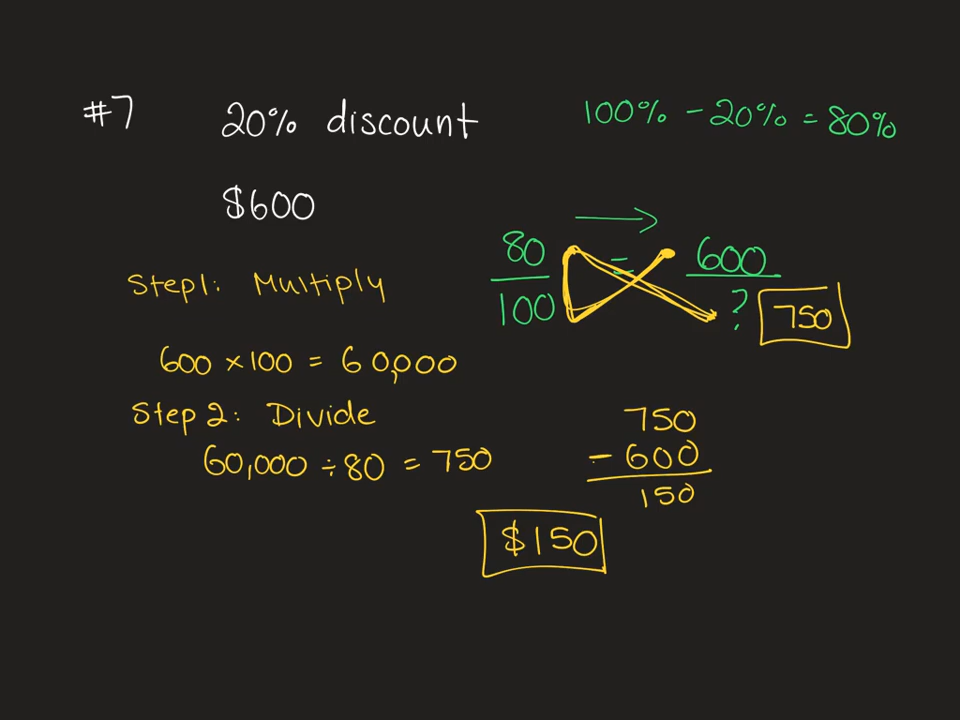 #7 20% discount 100% - 20% = 80%
$600
80/100 = 600/? 750
Step1: Multiply
600 × 100 = 60,000
Step 2: Divide
60,000 ÷ 80 = 750
750
- 600
150
$150